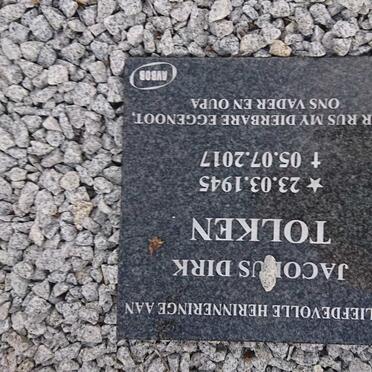 LIEFDEVOLLE HERINNERINGE AAN
JACOBUS DIRK
TOLKEN
★ 23.03.1945
† 05.07.2017
R RUS MY DIERBARE EGGENOOT,
ONS VADER EN OUPA
AVBOB